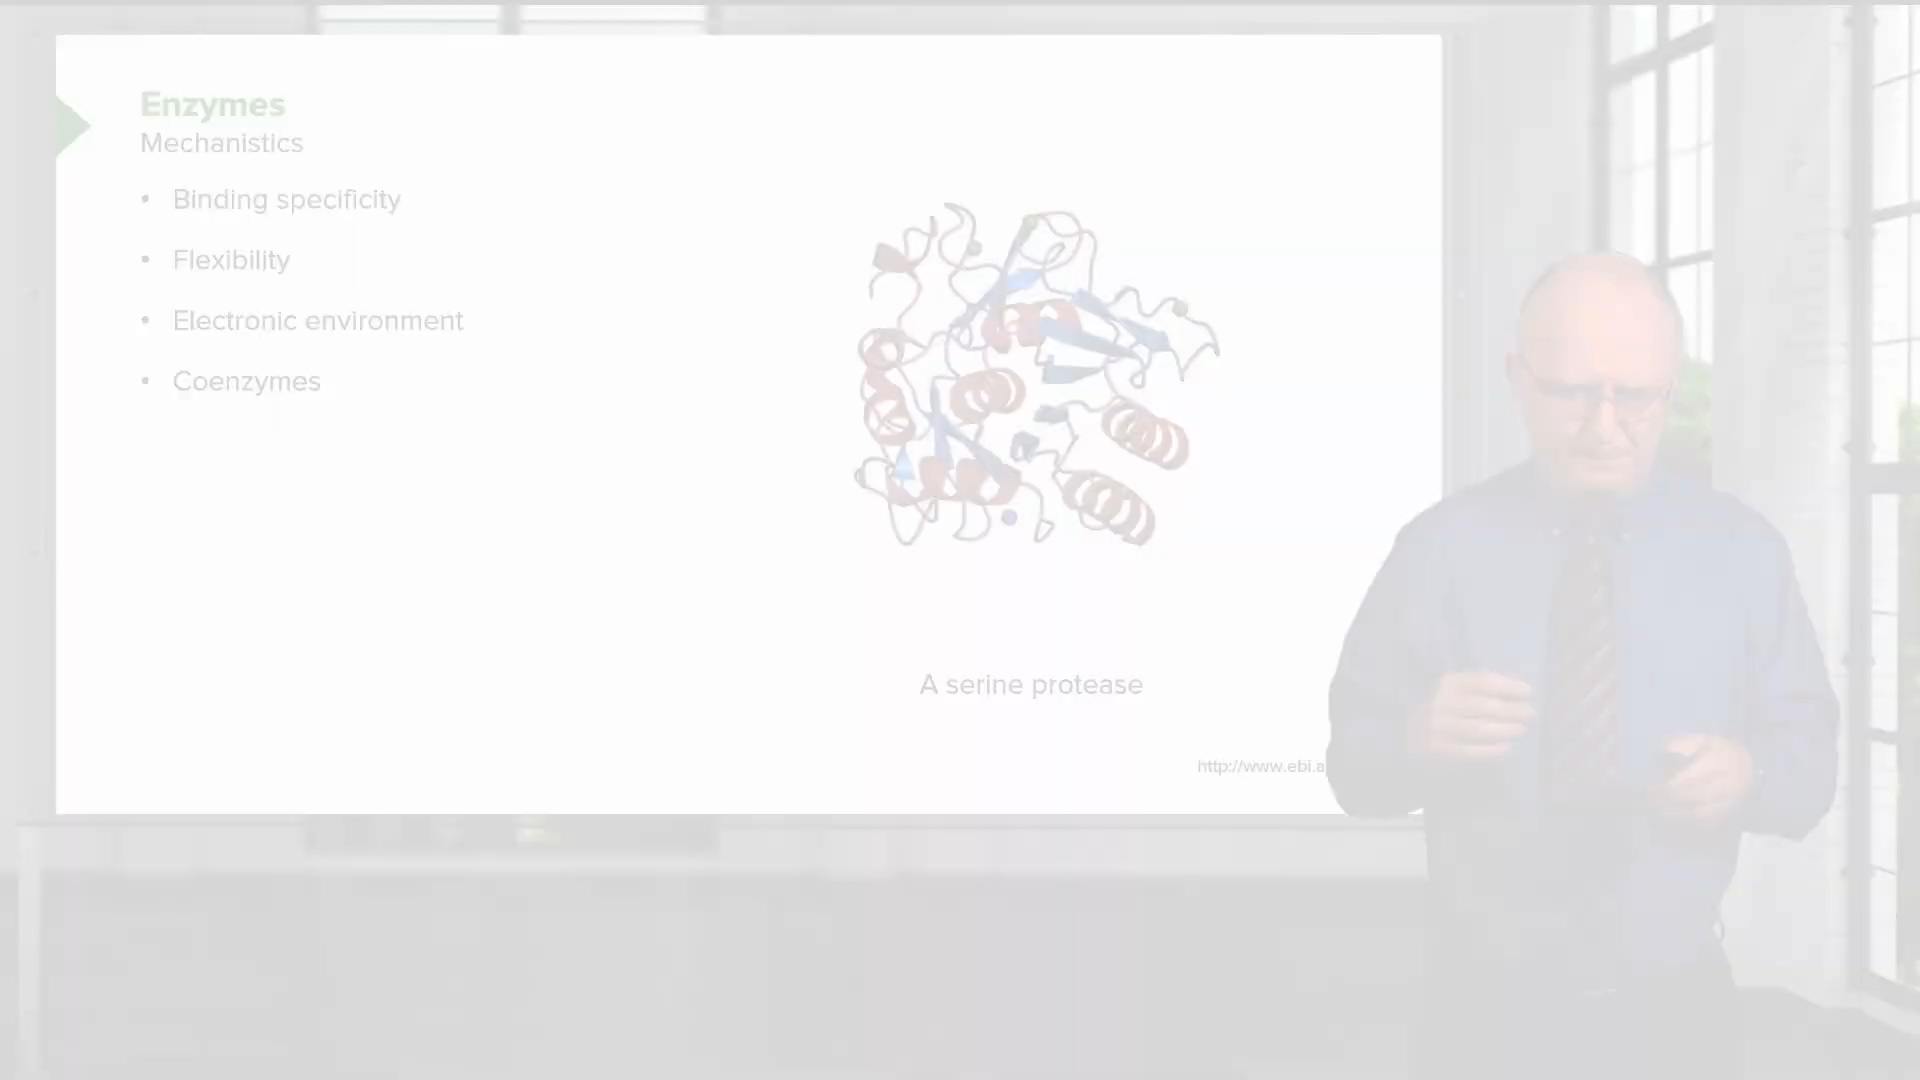 Enzymes
Mechanistics
• Binding specificity
• Flexibility
• Electronic environment
• Coenzymes
A serine protease
http://www.ebi.a